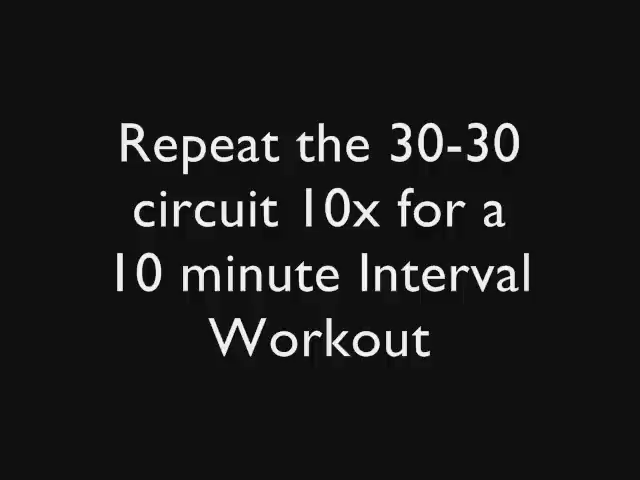 Repeat the 30-30
circuit 10x for a
10 minute Interval
Workout